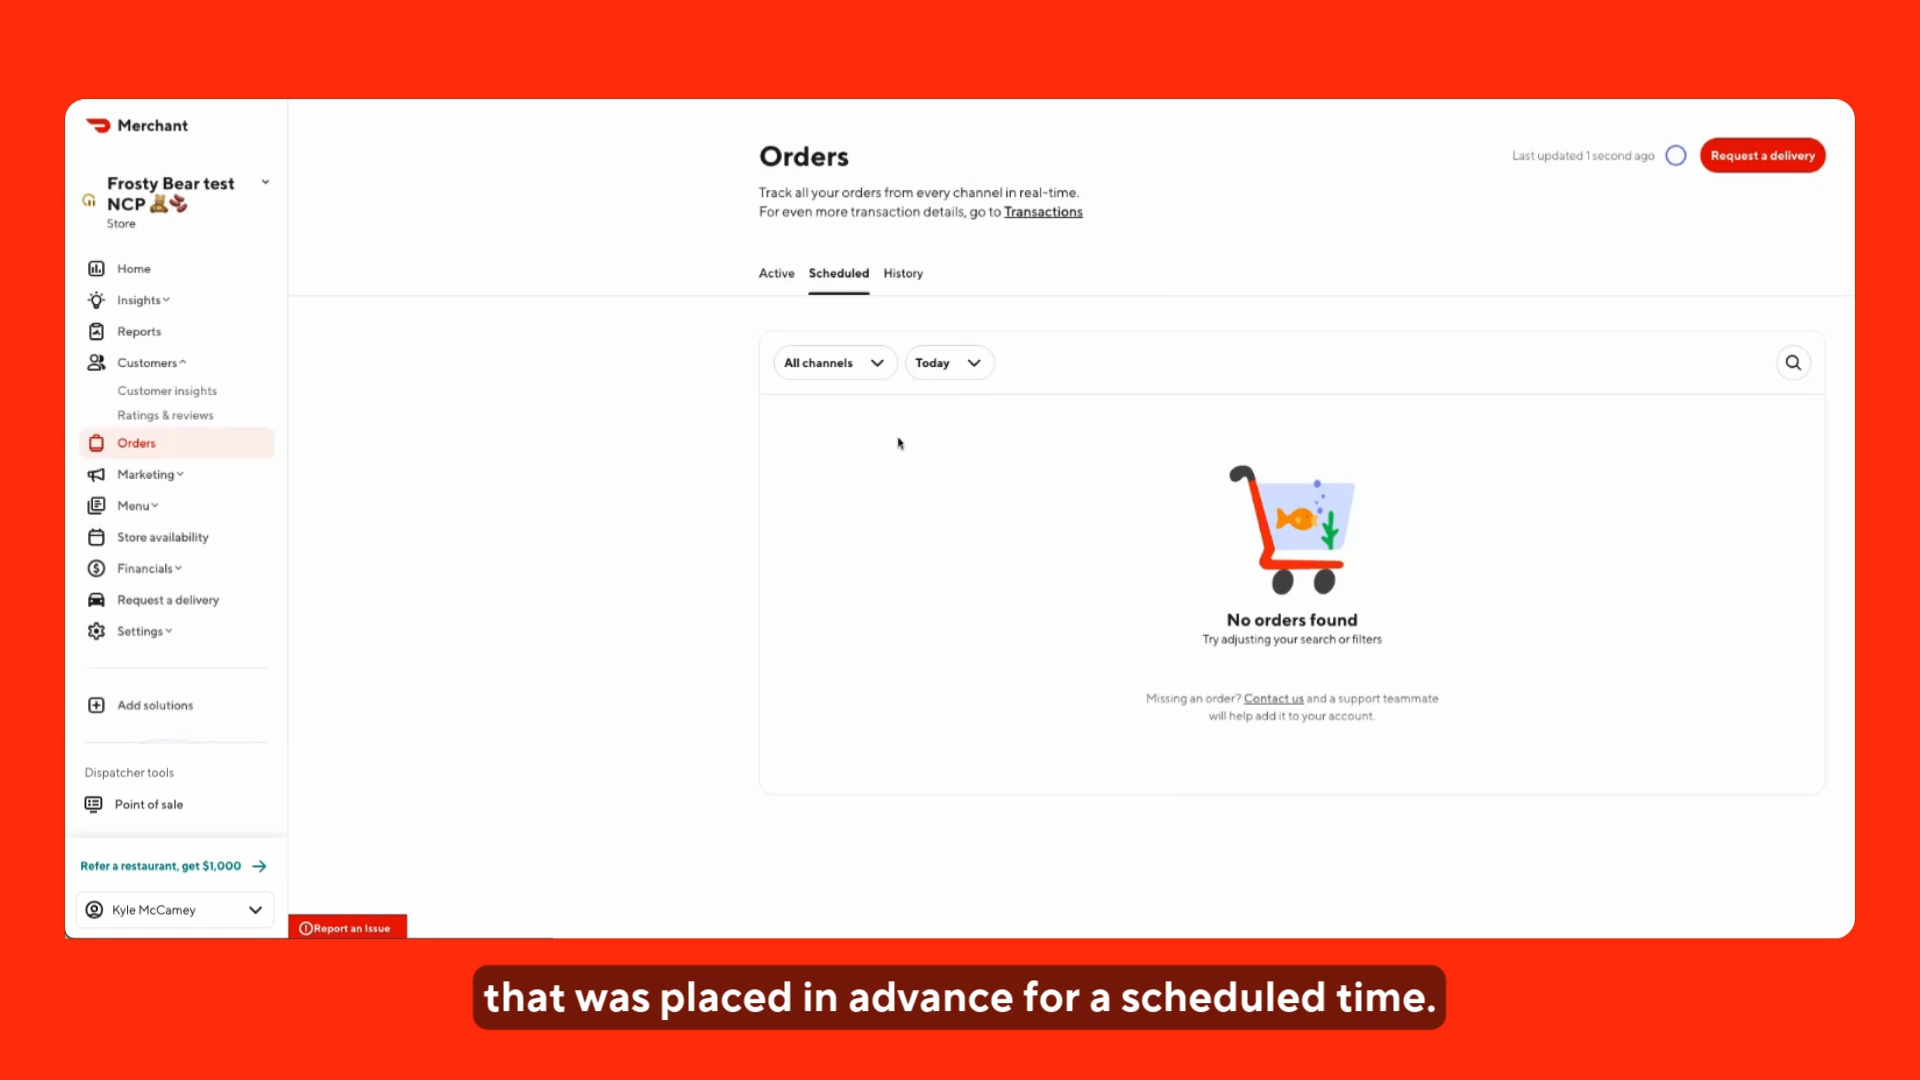 Merchant
Frosty Bear test
NCP
Store
Home
Insights
Reports
Customers
Customer insights
Ratings & reviews
Orders
Marketing
Menu
Store availability
Financials
Request a delivery
Settings
Add solutions
Dispatcher tools
Point of sale
Refer a restaurant, get $1,000
Kyle McCamey
Report an Issue
Orders
Track all your orders from every channel in real-time.
For even more transaction details, go to Transactions
Last updated 1 second ago
Request a delivery
Active Scheduled History
All channels Today
No orders found
Try adjusting your search or filters
Missing an order? Contact us and a support teammate
will help add it to your account.
that was placed in advance for a scheduled time.